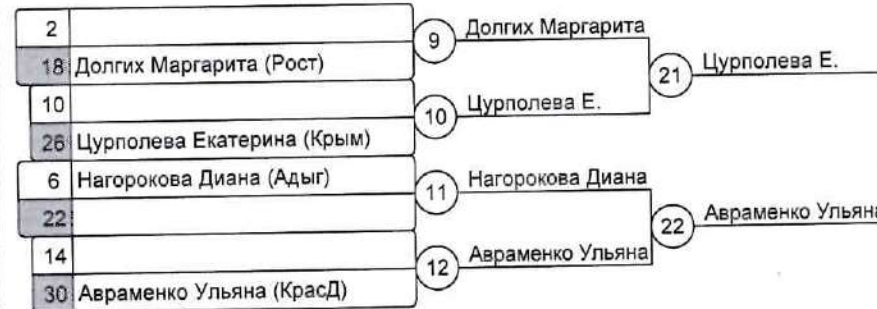 2
18 Долгих Маргарита (Рост)
9 Долгих Маргарита
10
26 Цурполева Екатерина (Крым)
10 Цурполева Е.
21 Цурполева Е.
6 Нагорокова Диана (Адыг)
22
11 Нагорокова Диана
14
30 Авраменко Ульяна (КрасД)
12 Авраменко Ульяна
22 Авраменко Ульяна